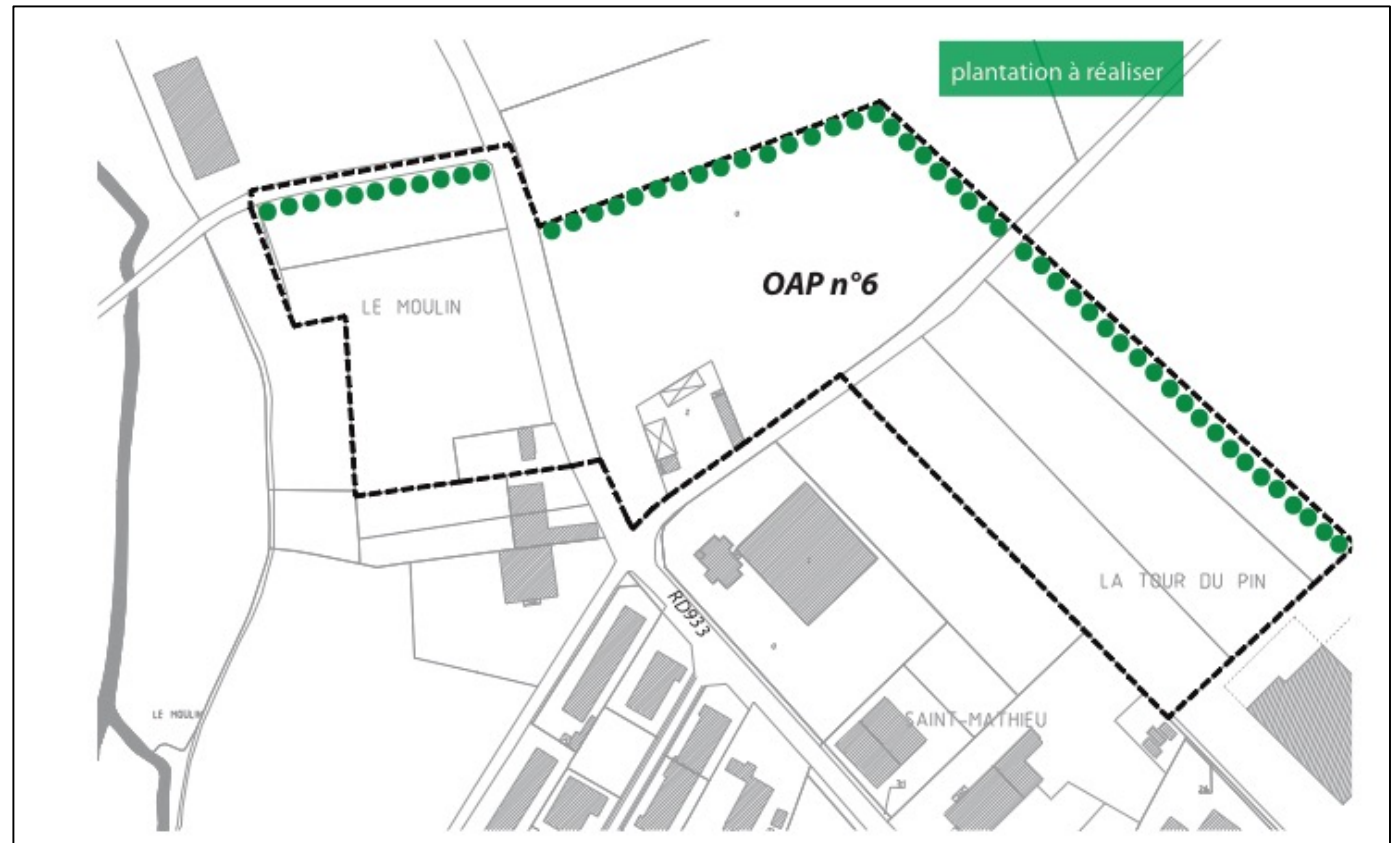 plantation à réaliser
OAP n°6
LE MOULIN
LA TOUR DU PIN
RD933
LE MOULIN
SAINT-MATHIEU